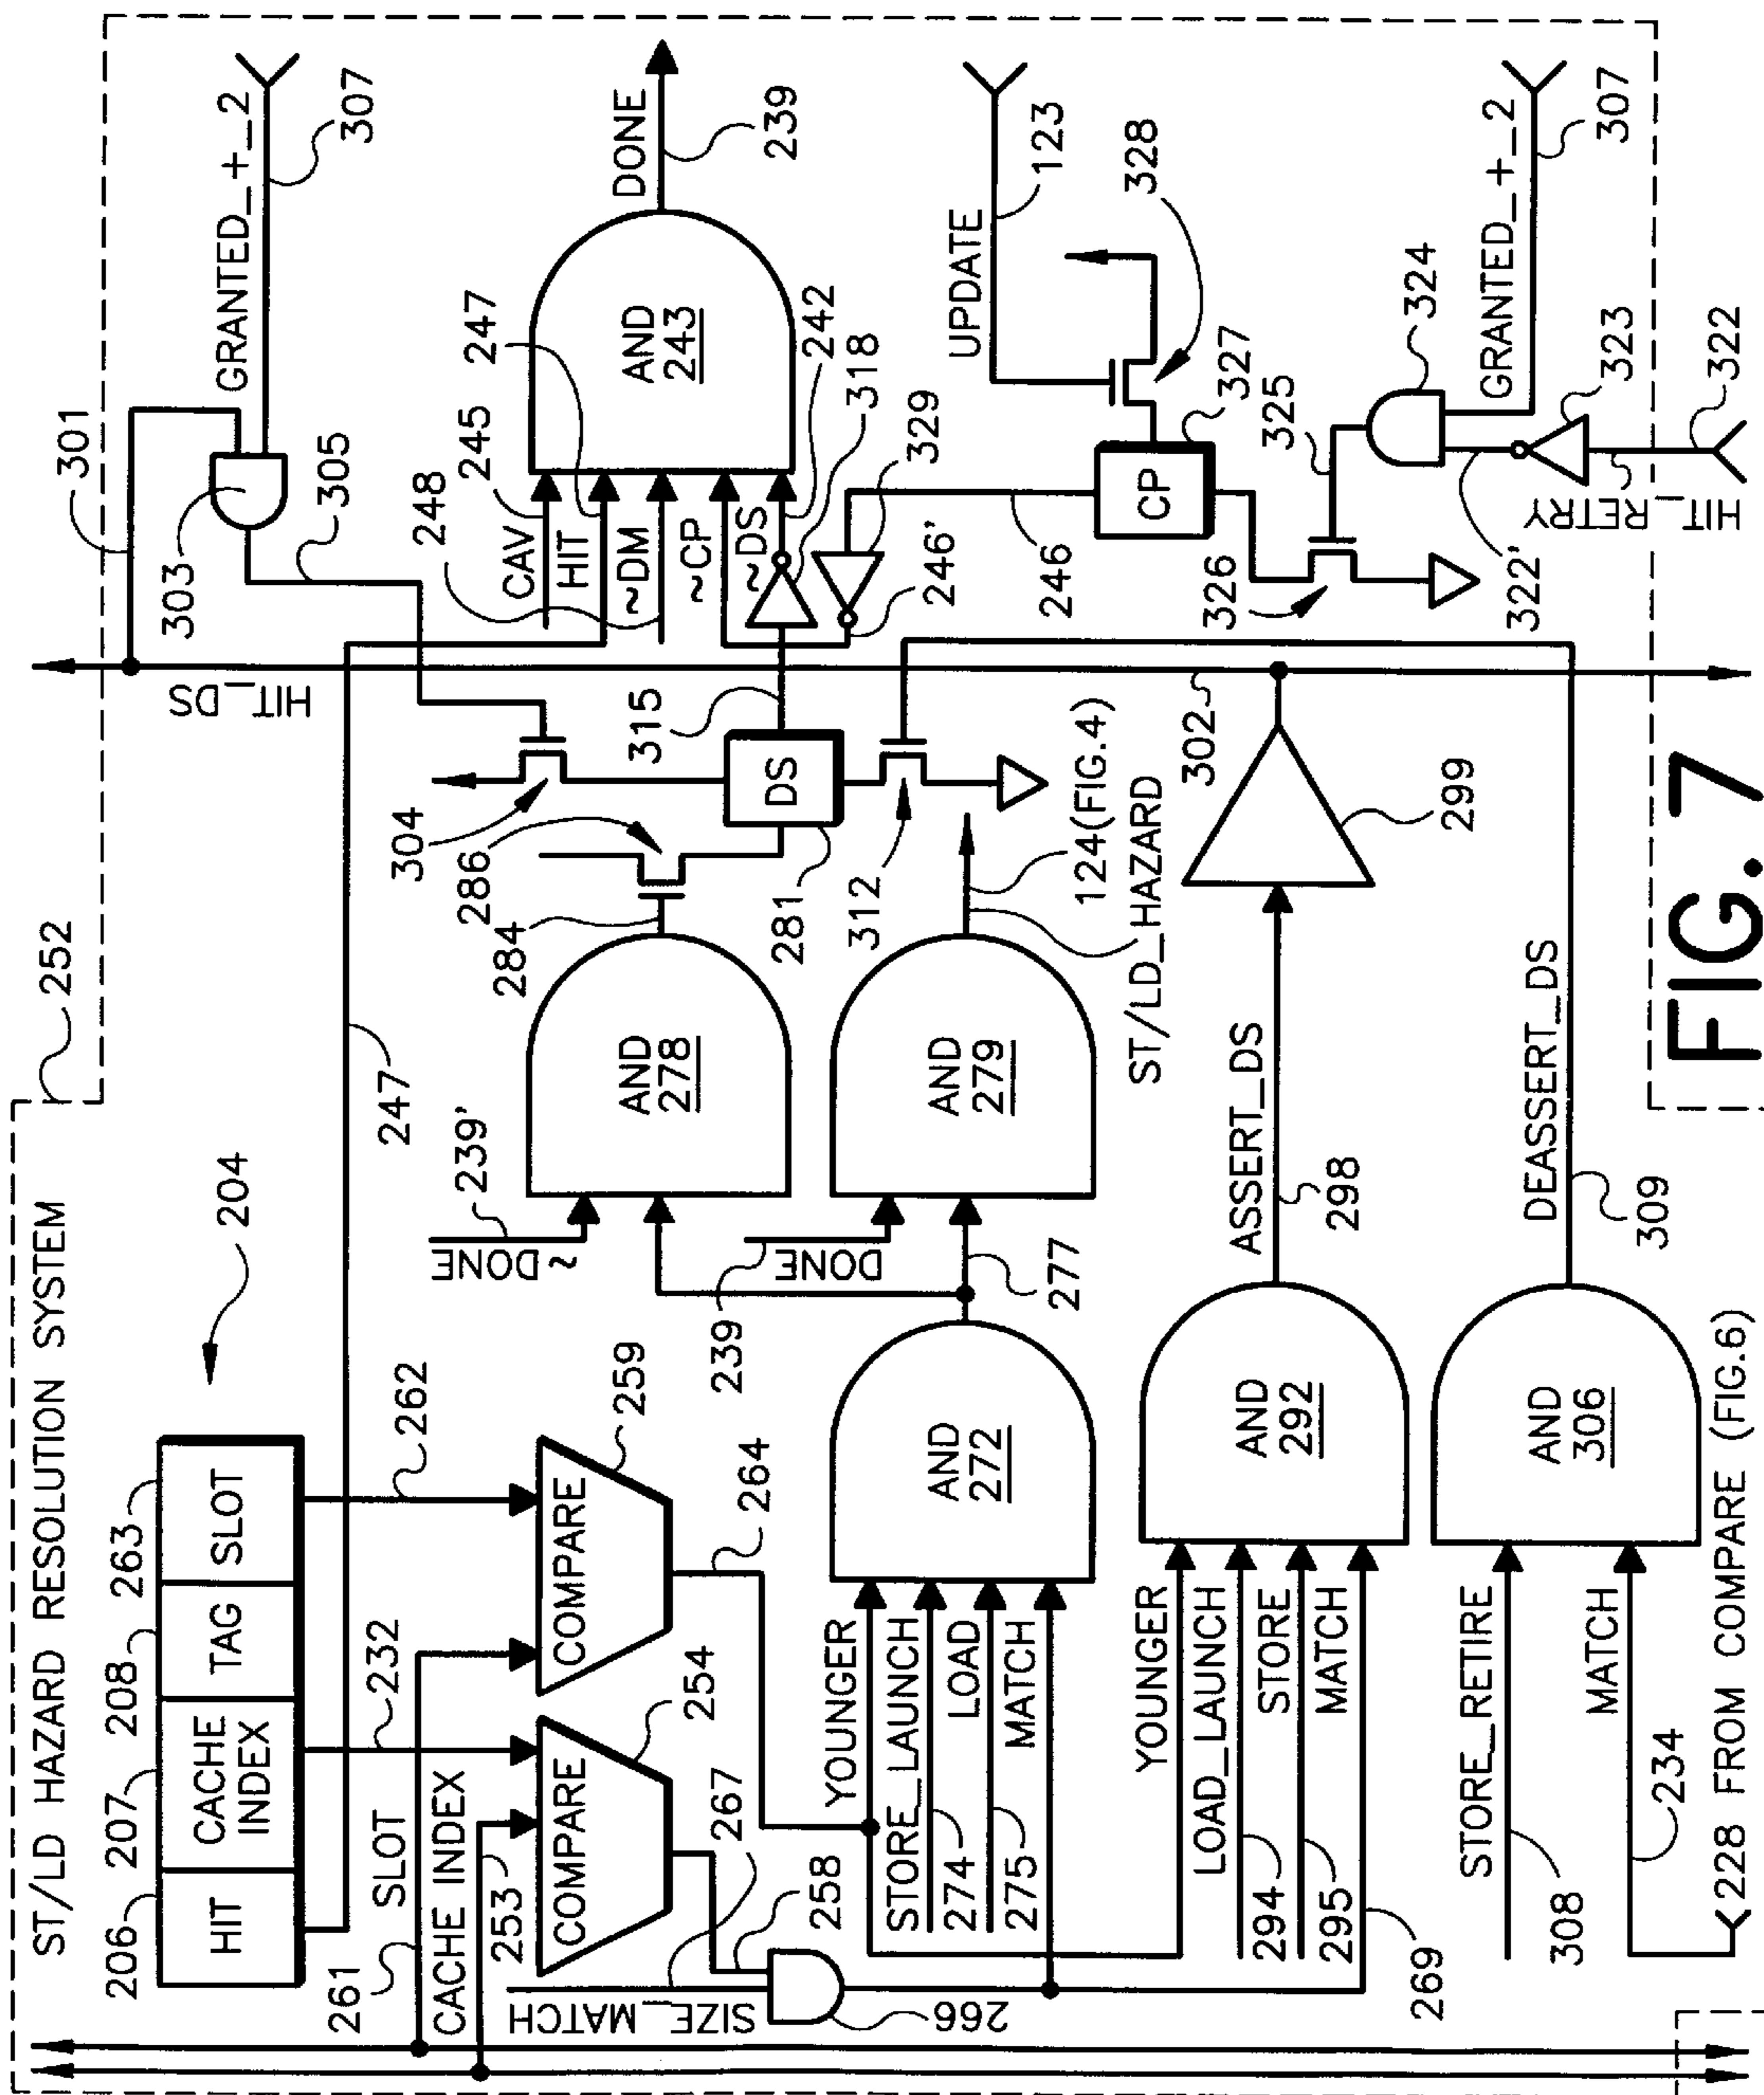 ST/LD HAZARD RESOLUTION SYSTEM
252
204
206
207
208
263
HIT
CACHE
INDEX
TAG
SLOT
247
301
GRANTED_+_2
307
303
305
261
SLOT
232
262
CACHE INDEX
253
COMPARE
254
COMPARE
259
264
SIZE_MATCH
267
258
266
~DONE
239'
AND
278
284
286
304
HIT_DS
248
245
247
CAV
HIT
~DM
~CP
~DS
AND
243
DONE
239
242
318
315
DS
281
312
329
246'
246
YOUNGER
STORE_LAUNCH
274
LOAD
275
MATCH
AND
272
239
DONE
277
AND
279
124(FIG.4)
ST/LD_HAZARD
UPDATE
123
328
327
CP
325
326
324
GRANTED_+_2
307
323
322'
HIT_RETRY
322
YOUNGER
LOAD_LAUNCH
294
STORE
295
MATCH
269
AND
292
ASSERT_DS
298
299
302
STORE_RETIRE
308
MATCH
234
AND
306
DEASSERT_DS
309
228 FROM COMPARE (FIG.6)
FIG. 7